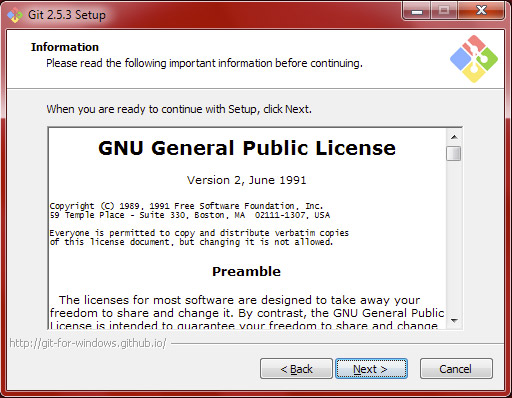 Git 2.5.3 Setup
Information
Please read the following important information before continuing.
When you are ready to continue with Setup, click Next.
GNU General Public License
Version 2, June 1991
Copyright (C) 1989, 1991 Free Software Foundation, Inc.
59 Temple Place - Suite 330, Boston, MA  02111-1307, USA
Everyone is permitted to copy and distribute verbatim copies
of this license document, but changing it is not allowed.
Preamble
The licenses for most software are designed to take away your
freedom to share and change it. By contrast, the GNU General Public
License is intended to guarantee your freedom to share and change
http://git-for-windows.github.io/
< Back
Next >
Cancel